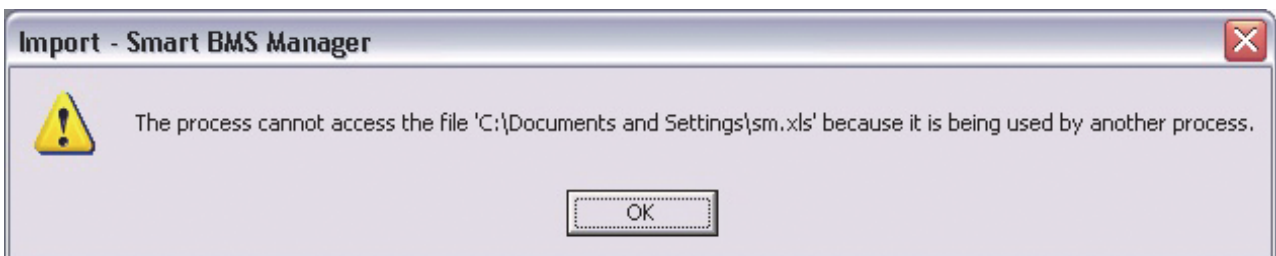 Import - Smart BMS Manager
The process cannot access the file 'C:\Documents and Settings\sm.xls' because it is being used by another process.
OK